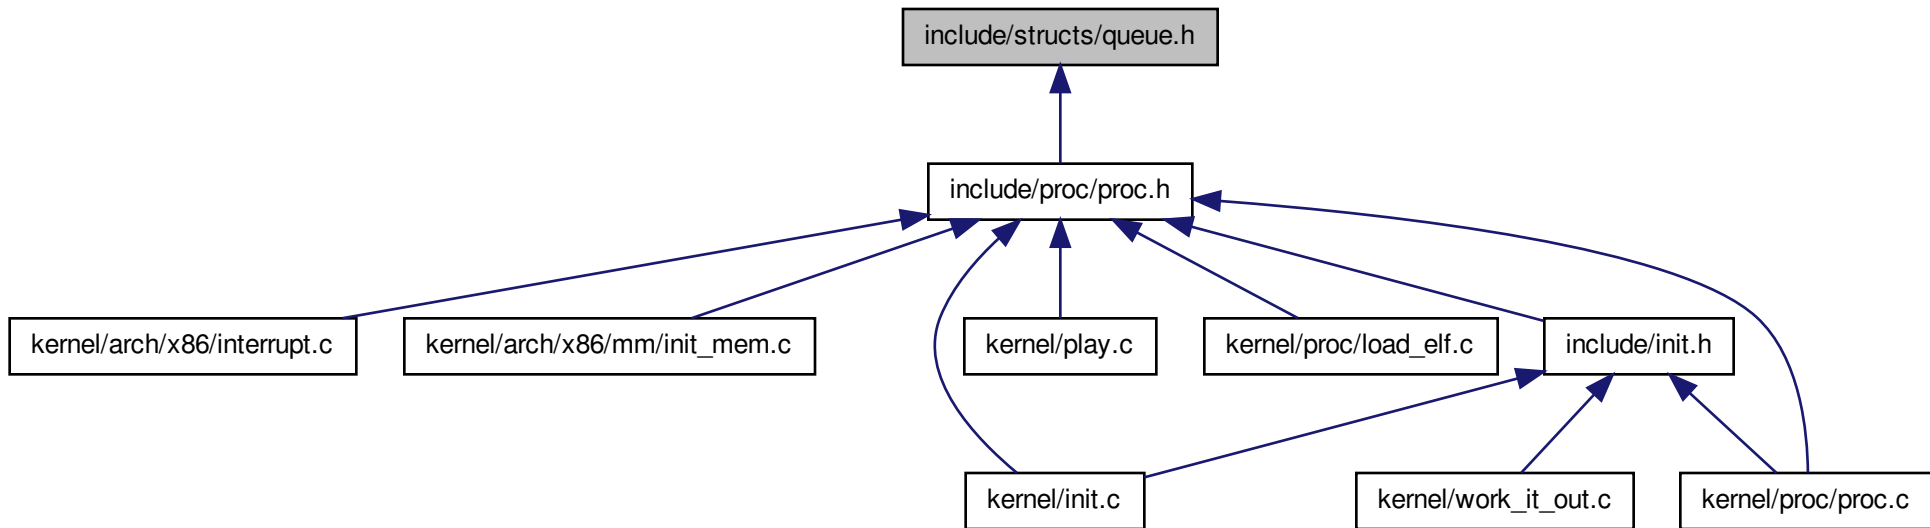 include/structs/queue.h
include/proc/proc.h
kernel/arch/x86/interrupt.c
kernel/arch/x86/mm/init_mem.c
kernel/play.c
kernel/proc/load_elf.c
include/init.h
kernel/init.c
kernel/work_it_out.c
kernel/proc/proc.c